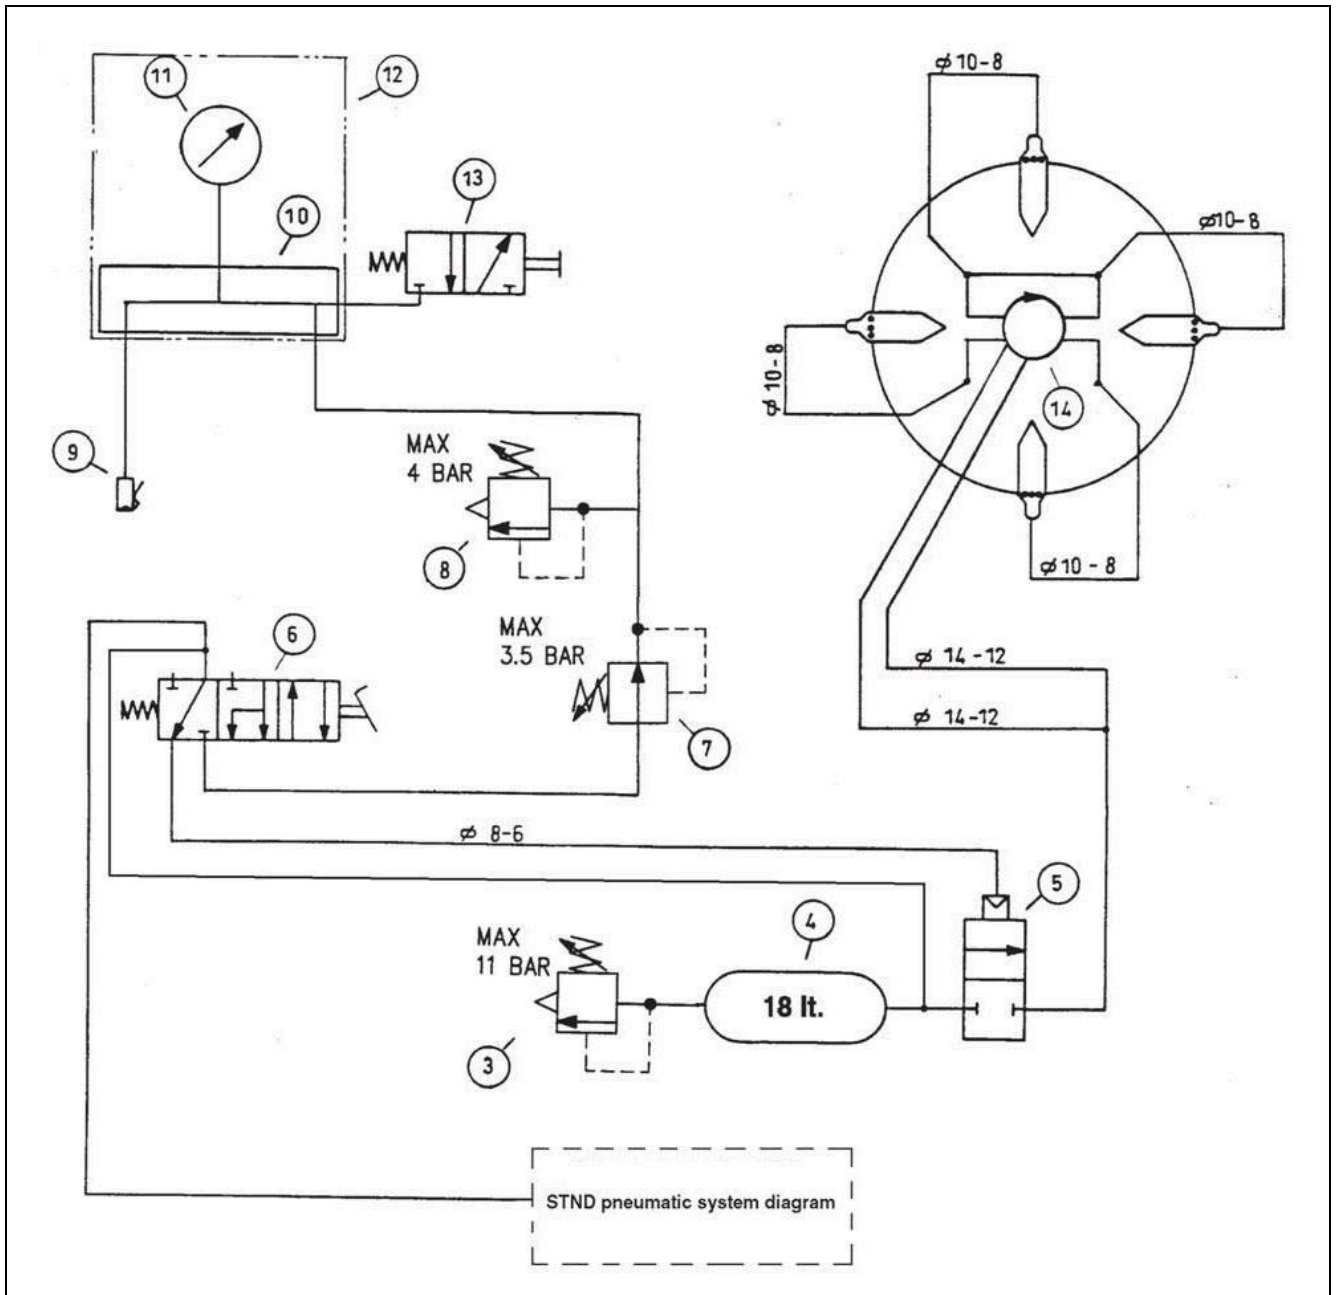 11
12
ø 10-8
13
10
ø10-8
MAX
4 BAR
9
8
ø 10-8
14
ø 10-8
6
MAX
3.5 BAR
ø 14-12
ø 14-12
7
ø 8-6
5
4
MAX
11 BAR
18 lt.
3
STND pneumatic system diagram